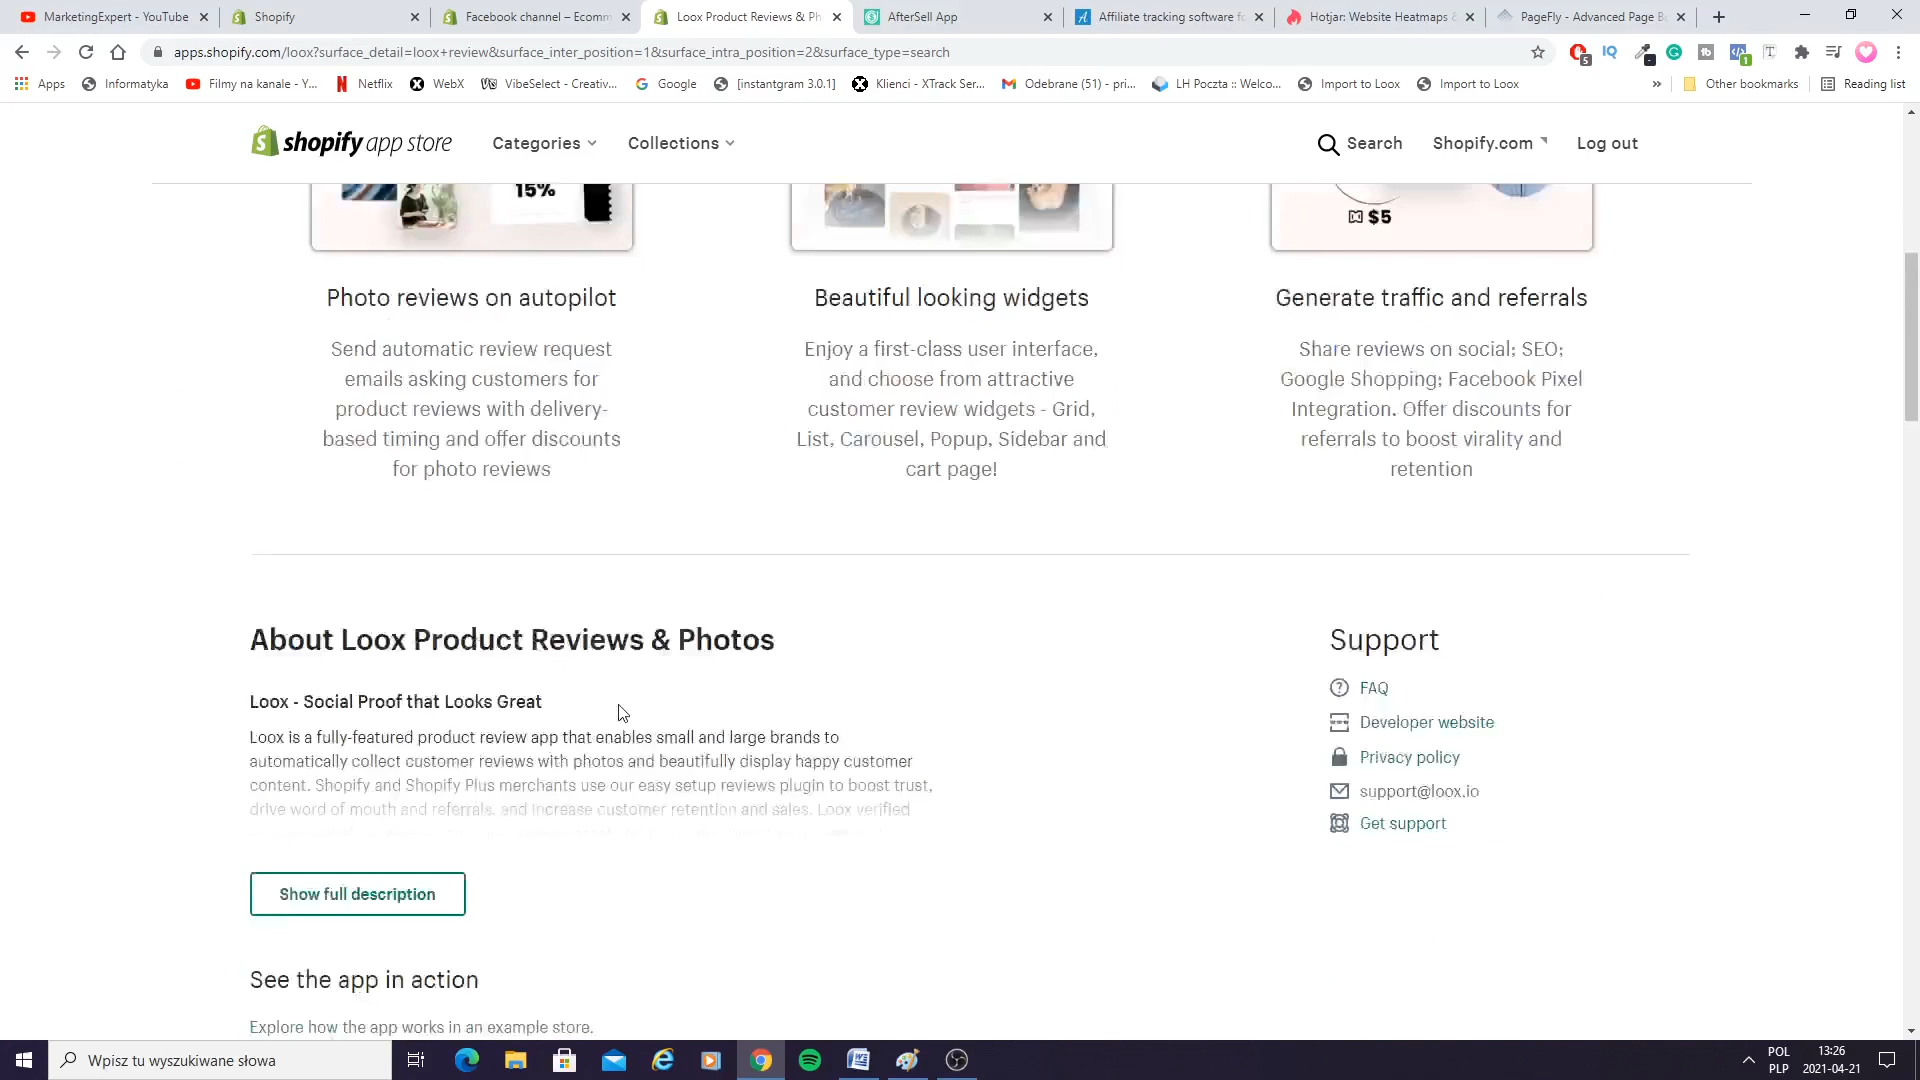 MarketingExpert - YouTube
Shopify
Facebook channel – Ecomm
Loox Product Reviews & Ph
AfterSell App
Affiliate tracking software fo
Hotjar: Website Heatmaps &
PageFly - Advanced Page B
apps.shopify.com/loox?surface_detail=loox+review&surface_inter_position=1&surface_intra_position=2&surface_type=search
Apps
Informatyka
Filmy na kanale - Y...
Netflix
WebX
VibeSelect - Creativ...
Google
[instantgram 3.0.1]
Klienci - XTrack Ser...
Odebrane (51) - pri...
LH Poczta :: Welco...
Import to Loox
Import to Loox
Other bookmarks
Reading list
shopify app store
Categories
Collections
Search
Shopify.com
Log out
15%
$5
Photo reviews on autopilot
Send automatic review request
emails asking customers for
product reviews with delivery-
based timing and offer discounts
for photo reviews
Beautiful looking widgets
Enjoy a first-class user interface,
and choose from attractive
customer review widgets - Grid,
List, Carousel, Popup, Sidebar and
cart page!
Generate traffic and referrals
Share reviews on social; SEO;
Google Shopping; Facebook Pixel
Integration. Offer discounts for
referrals to boost virality and
retention
About Loox Product Reviews & Photos
Loox - Social Proof that Looks Great
Loox is a fully-featured product review app that enables small and large brands to
automatically collect customer reviews with photos and beautifully display happy customer
content. Shopify and Shopify Plus merchants use our easy setup reviews plugin to boost trust,
drive word of mouth and referrals, and increase customer retention and sales. Loox verified
Show full description
See the app in action
Explore how the app works in an example store.
Support
FAQ
Developer website
Privacy policy
support@loox.io
Get support
Wpisz tu wyszukiwane słowa
POL
PLP
13:26
2021-04-21